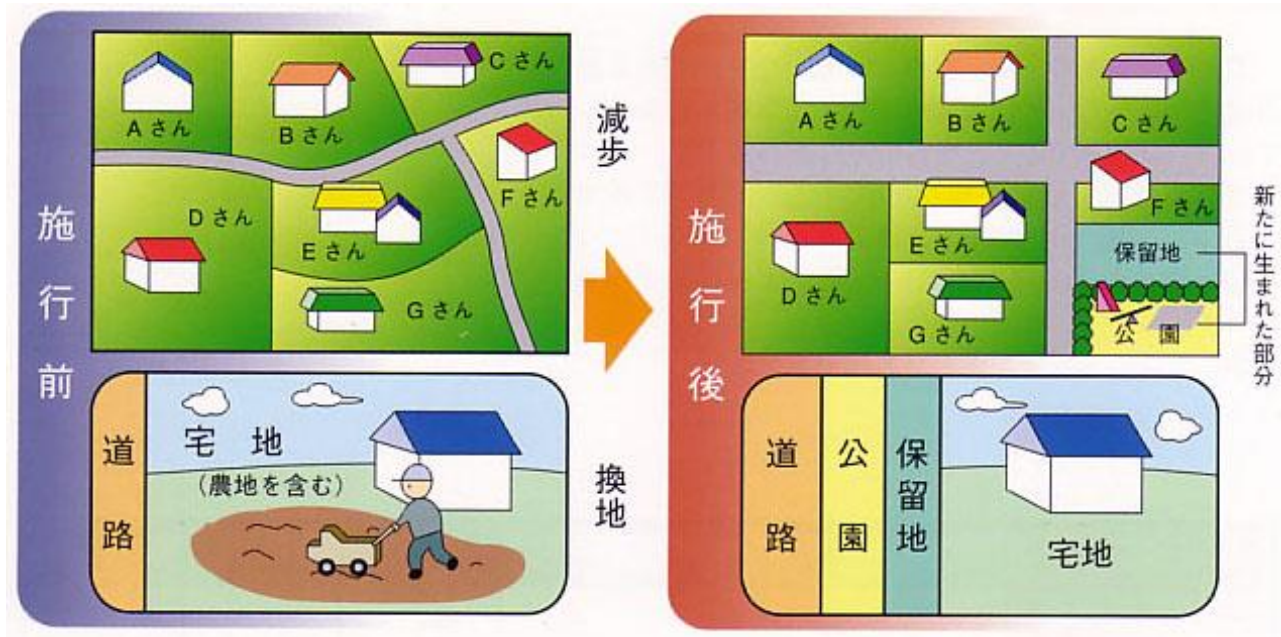 施行前
Aさん
Bさん
Cさん
Dさん
Eさん
Fさん
Gさん
道路
宅地
(農地を含む)
減歩
換地
施行後
Aさん
Bさん
Cさん
Dさん
Eさん
Fさん
Gさん
保留地
公園
新たに生まれた部分
道路
公園
保留地
宅地